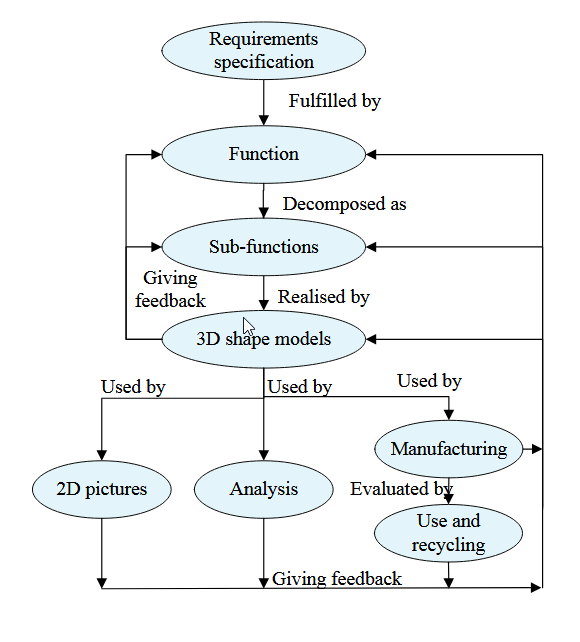 Requirements
specification
Fulfilled by
Function
Decomposed as
Sub-functions
Giving
feedback
Realised by
3D shape models
Used by
Used by
Used by
Manufacturing
2D pictures
Analysis
Evaluated by
Use and
recycling
Giving feedback